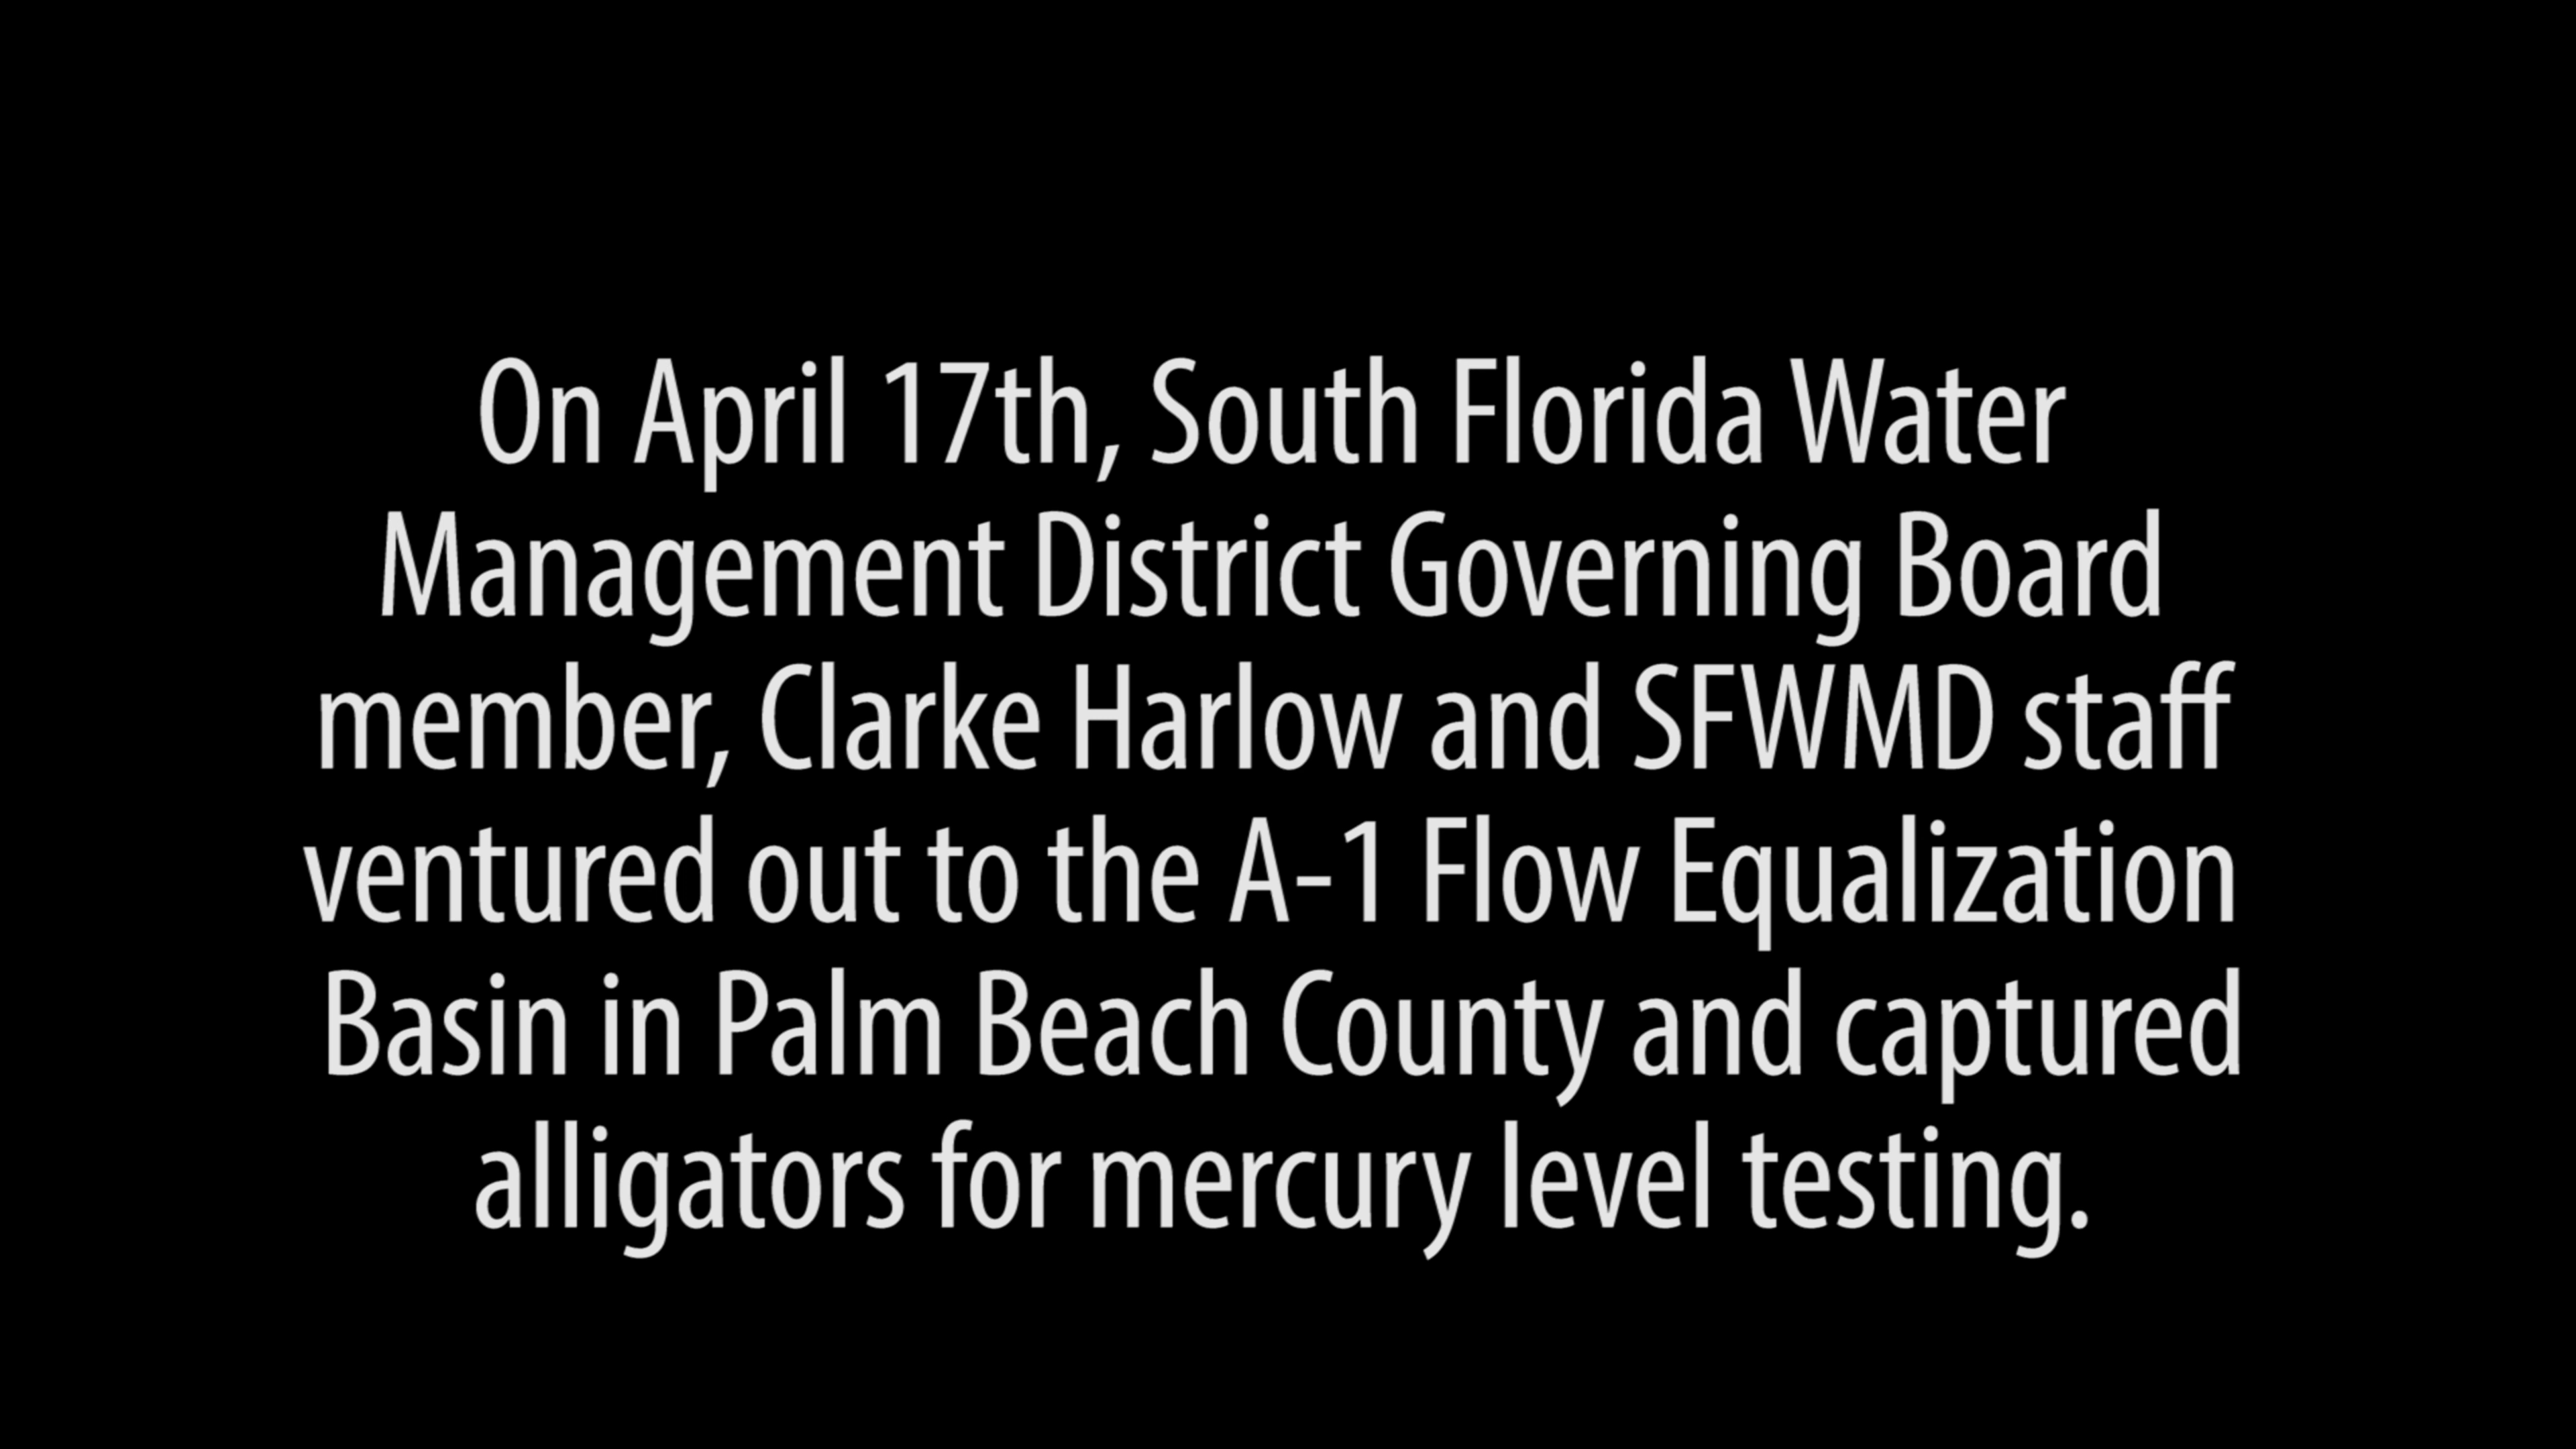 On April 17th, South Florida Water
Management District Governing Board
member, Clarke Harlow and SFWMD staff
ventured out to the A-1 Flow Equalization
Basin in Palm Beach County and captured
alligators for mercury level testing.